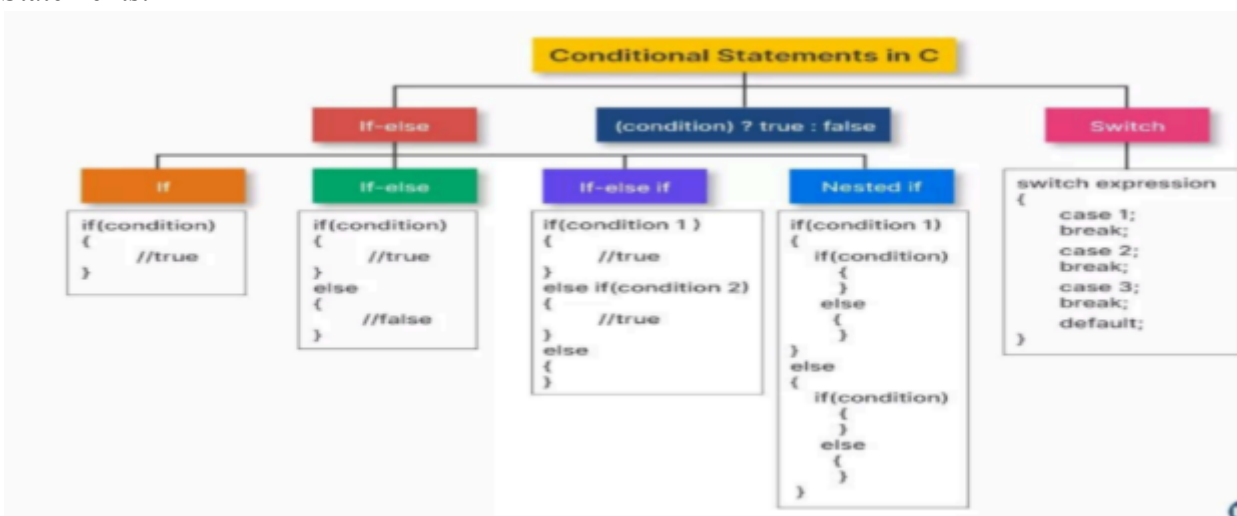 Conditional Statements in C
If-else
(condition) ? true : false
Switch
If
If-else
If-else if
Nested if
if(condition)
{
//true
}
if(condition)
{
//true
}
else
{
//false
}
if(condition 1 )
{
//true
}
else if(condition 2)
{
//true
}
else
{
}
if(condition 1)
{
if(condition)
{
}
else
{
}
}
else
{
if(condition)
{
}
else
{
}
}
switch expression
{
case 1;
break;
case 2;
break;
case 3;
break;
default;
}